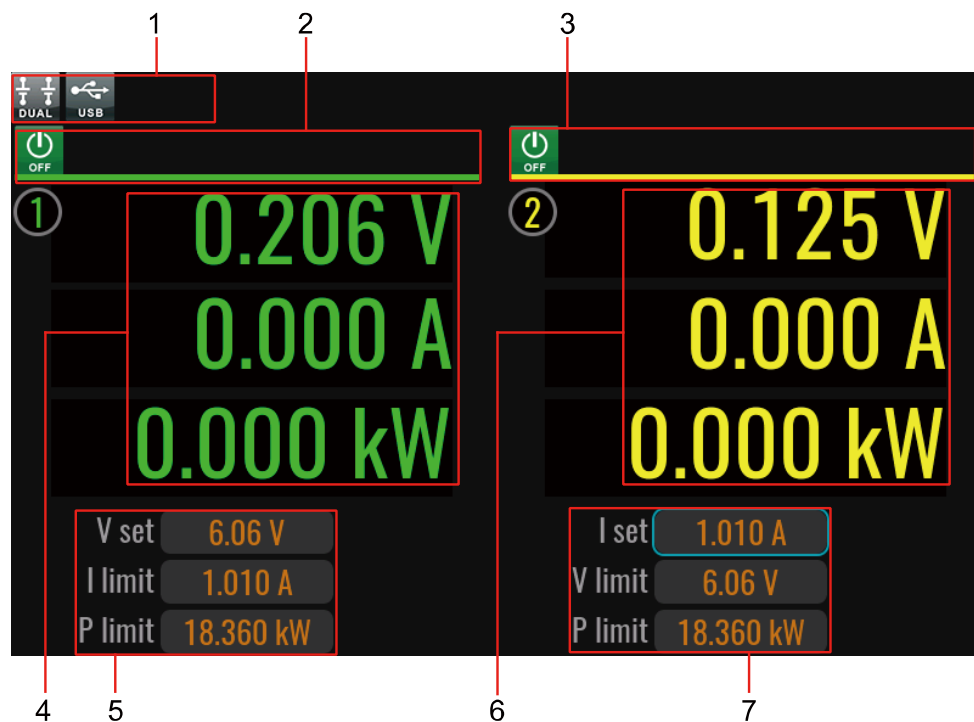 1 2 3
DUAL USB
OFF OFF
1 0.206 V 2 0.125 V
0.000 A 0.000 A
4 6
0.000 kW 0.000 kW
V set 6.06 V I set 1.010 A
I limit 1.010 A V limit 6.06 V
P limit 18.360 kW P limit 18.360 kW
4 5 6 7